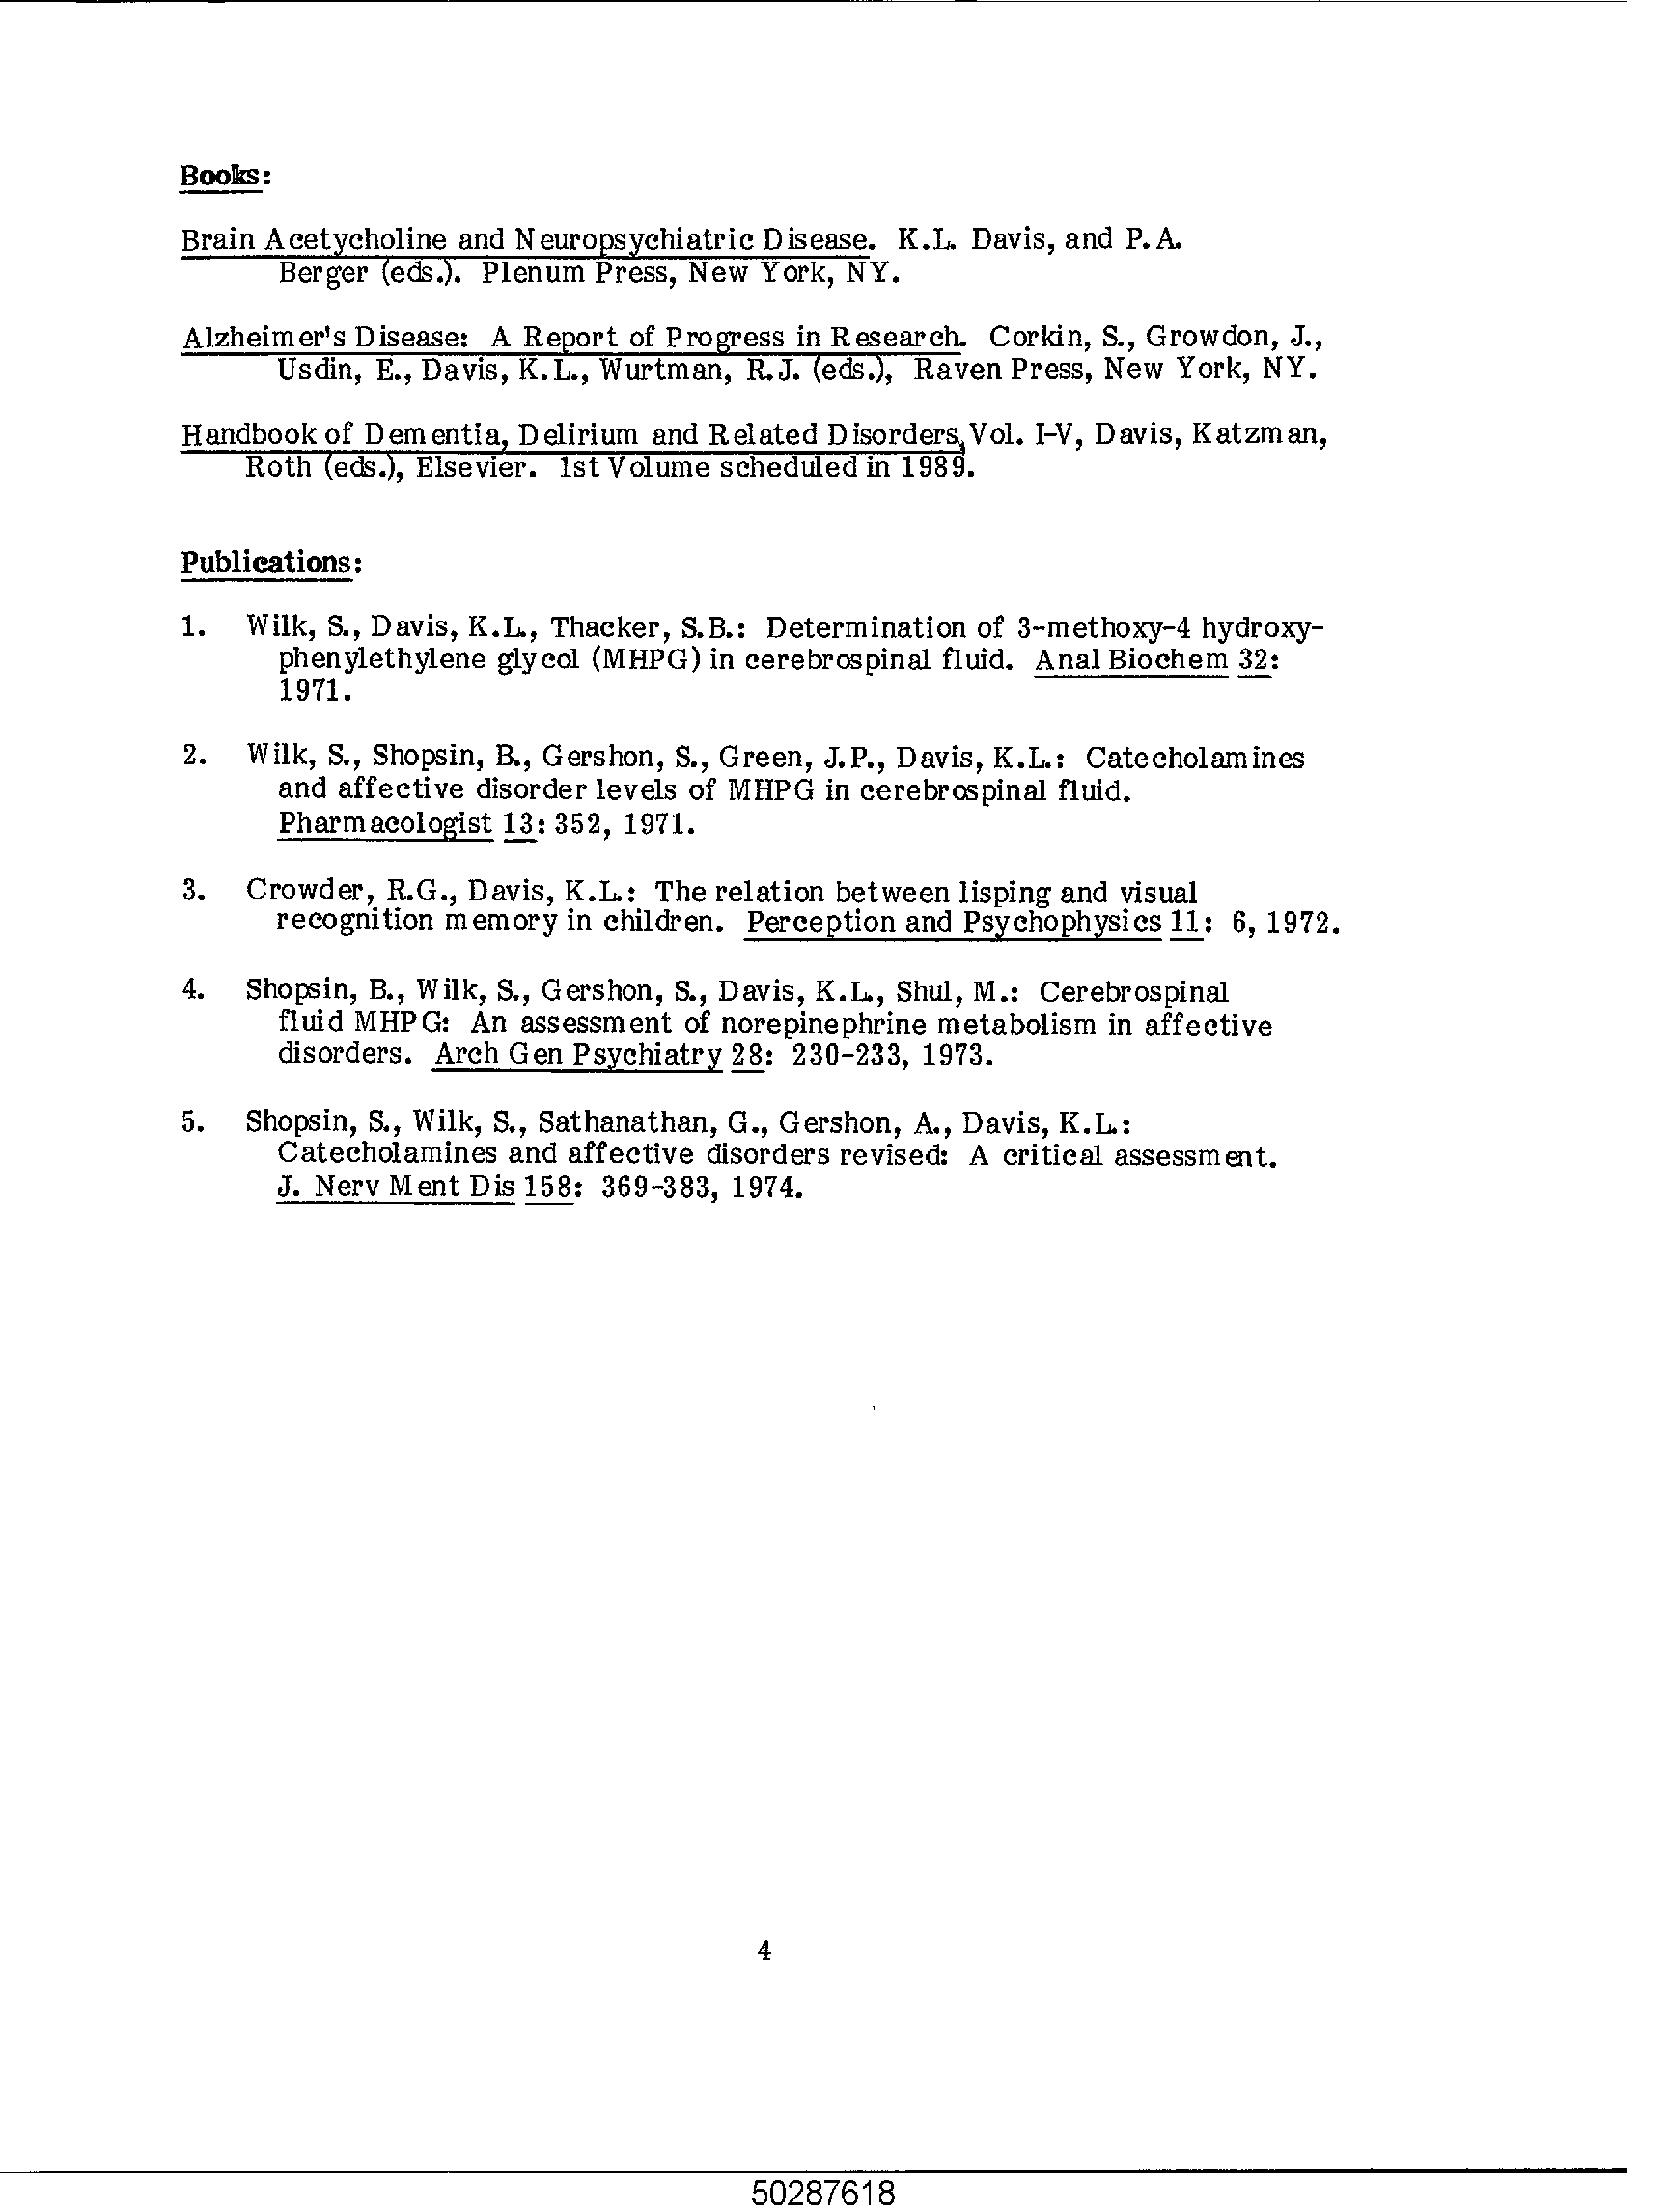 Books:
Brain Acetycholine and Neuropsychiatric Disease. K.L. Davis, and P.A.
Berger (eds.). Plenum Press, New York, NY.
Alzheimer's Disease: A Report of Progress in Research. Corkin, S., Growdon, J.,
Usdin, E., Davis, K.L., Wurtman, R.J. (eds.), Raven Press, New York, NY.
Handbook of Dementia, Delirium and Related Disorders, Vol. I-V, Davis, Katzman,
Roth (eds.), Elsevier. 1st Volume scheduled in 1989.
Publications:
1. Wilk, S., Davis, K.L., Thacker, S.B.: Determination of 3-methoxy-4 hydroxy-
phenylethylene glycol (MHPG) in cerebrospinal fluid. Anal Biochem 32:
1971.
2. Wilk, S., Shopsin, B., Gershon, S., Green, J.P., Davis, K.L.: Catecholamines
and affective disorder levels of MHPG in cerebrospinal fluid.
Pharmacologist 13: 352, 1971.
3. Crowder, R.G., Davis, K.L.: The relation between lisping and visual
recognition memory in children. Perception and Psychophysics 11: 6, 1972.
4. Shopsin, B., Wilk, S., Gershon, S., Davis, K.L., Shul, M.: Cerebrospinal
fluid MHPG: An assessment of norepinephrine metabolism in affective
disorders. Arch Gen Psychiatry 28: 230-233, 1973.
5. Shopsin, S., Wilk, S., Sathanathan, G., Gershon, A., Davis, K.L.:
Catecholamines and affective disorders revised: A critical assessment.
J. Nerv Ment Dis 158: 369-383, 1974.
4
50287618